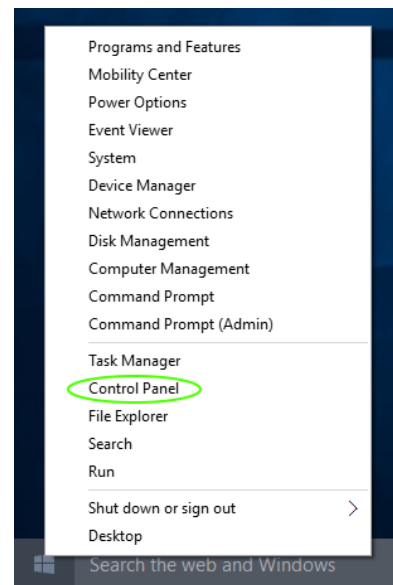 Programs and Features
Mobility Center
Power Options
Event Viewer
System
Device Manager
Network Connections
Disk Management
Computer Management
Command Prompt
Command Prompt (Admin)
Task Manager
Control Panel
File Explorer
Search
Run
Shut down or sign out
Desktop
Search the web and Windows